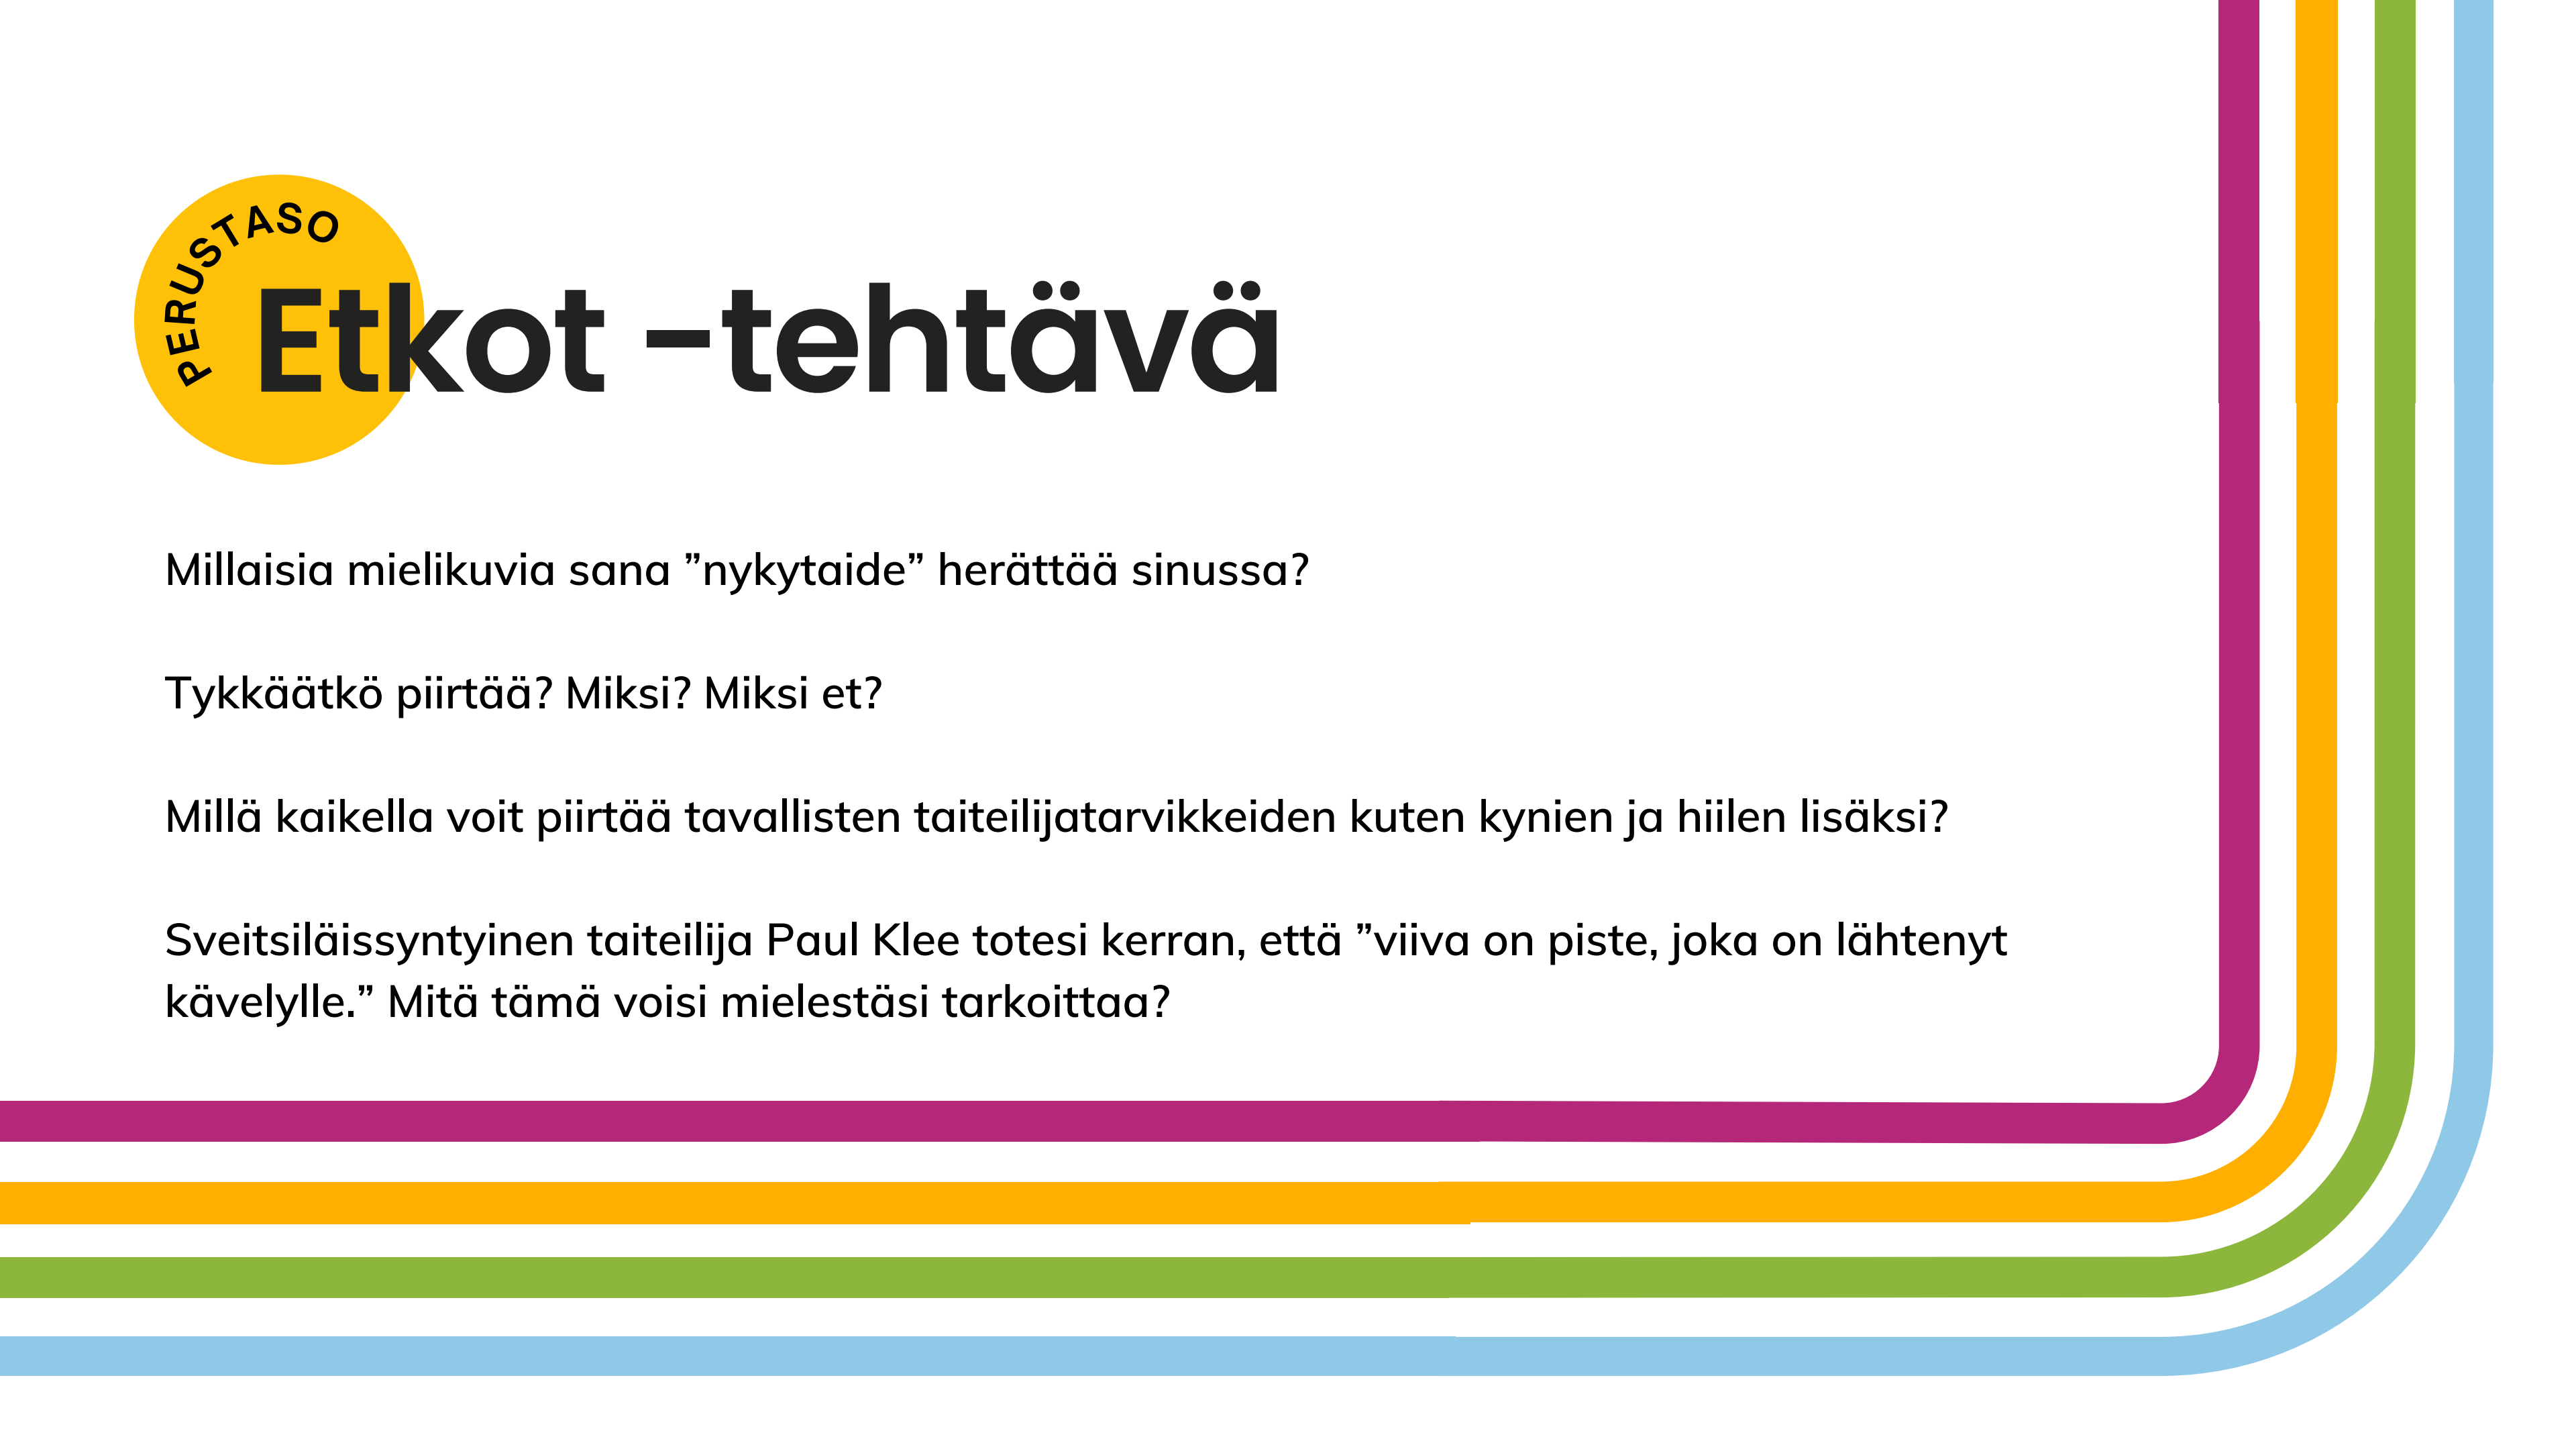 PERUSTASO
Etkot -tehtävä
Millaisia mielikuvia sana ”nykytaide” herättää sinussa?
Tykkäätkö piirtää? Miksi? Miksi et?
Millä kaikella voit piirtää tavallisten taiteilijatarvikkeiden kuten kynien ja hiilen lisäksi?
Sveitsiläissyntyinen taiteilija Paul Klee totesi kerran, että ”viiva on piste, joka on lähtenyt
kävelylle.” Mitä tämä voisi mielestäsi tarkoittaa?